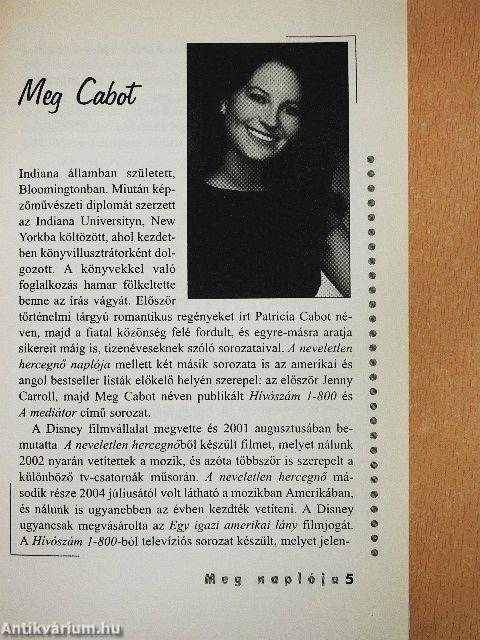 Meg Cabot
Indiana államban született,
Bloomingtonban. Miután kép-
zőművészeti diplomát szerzett
az Indiana Universityn, New
Yorkba költözött, ahol kezdet-
ben könyvillusztrátorként dol-
gozott. A könyvekkel való
foglalkozás hamar fölkeltette
benne az írás vágyát. Először
történelmi tárgyú romantikus regényeket írt Patricia Cabot né-
ven, majd a fiatal közönség felé fordult, és egyre-másra aratja
sikereit máig is, tizenéveseknek szóló sorozataival. A neveletlen
hercegnő naplója mellett két másik sorozata is az amerikai és
angol bestseller listák előkelő helyén szerepel: az először Jenny
Carroll, majd Meg Cabot néven publikált Hívószám 1-800 és
A mediátor című sorozat.
A Disney filmvállalat megvette és 2001 augusztusában be-
mutatta A neveletlen hercegnőből készült filmet, melyet nálunk
2002 nyarán vetítettek a mozik, és azóta többször is szerepelt a
különböző tv-csatornák műsorán. A neveletlen hercegnő má-
sodik része 2004 júliusától volt látható a mozikban Amerikában,
és nálunk is ugyanebben az évben kezdték vetíteni. A Disney
ugyancsak megvásárolta az Egy igazi amerikai lány filmjogát.
A Hívószám 1-800-ból televíziós sorozat készült, melyet jelen-
Meg naplója 5
Antikvárium.hu